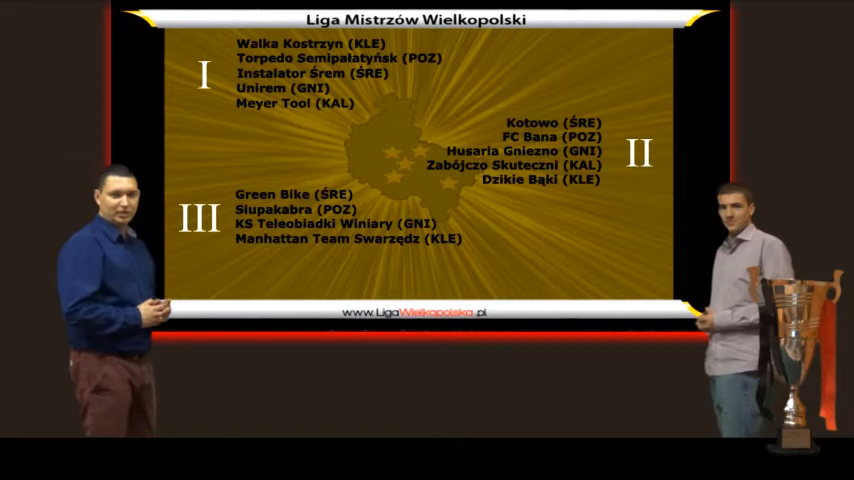 Liga Mistrzów Wielkopolski
I
Walka Kostrzyn (KLE)
Torpedo Semipałatyńsk (POZ)
Instalator Śrem (ŚRE)
Unirem (GNI)
Meyer Tool (KAL)
II
Kotowo (ŚRE)
FC Bana (POZ)
Husaria Gniezno (GNI)
Zabójczo Skuteczni (KAL)
Dzikie Bąki (KLE)
III
Green Bike (ŚRE)
Siupakabra (POZ)
KS Teleobiadki Winiary (GNI)
Manhattan Team Swarzędz (KLE)
www.LigaWielkopolska.pl